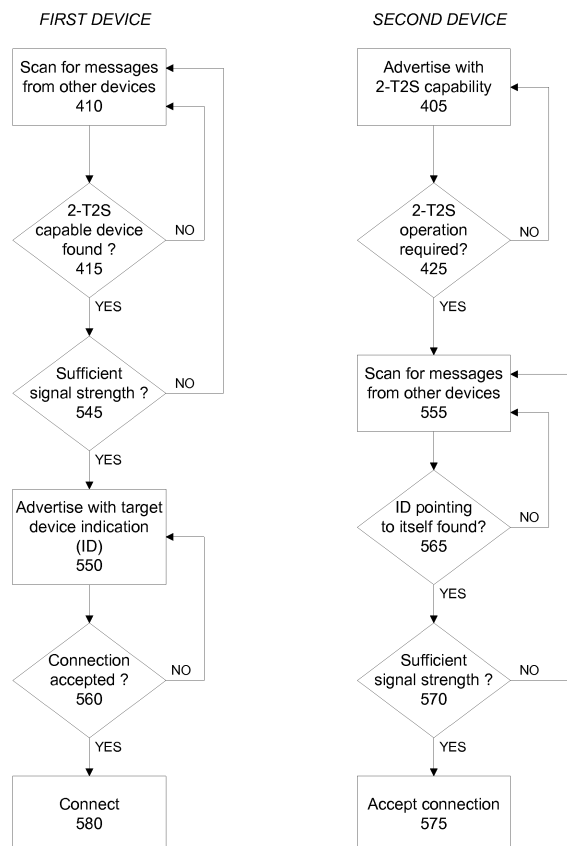 FIRST DEVICE
Scan for messages
from other devices
410
2-T2S
capable device
found ?
415
NO
YES
Sufficient
signal strength ?
545
NO
YES
Advertise with target
device indication
(ID)
550
Connection
accepted ?
560
NO
YES
Connect
580
SECOND DEVICE
Advertise with
2-T2S capability
405
2-T2S
operation
required?
425
NO
YES
Scan for messages
from other devices
555
ID pointing
to itself found?
565
NO
YES
Sufficient
signal strength ?
570
NO
YES
Accept connection
575